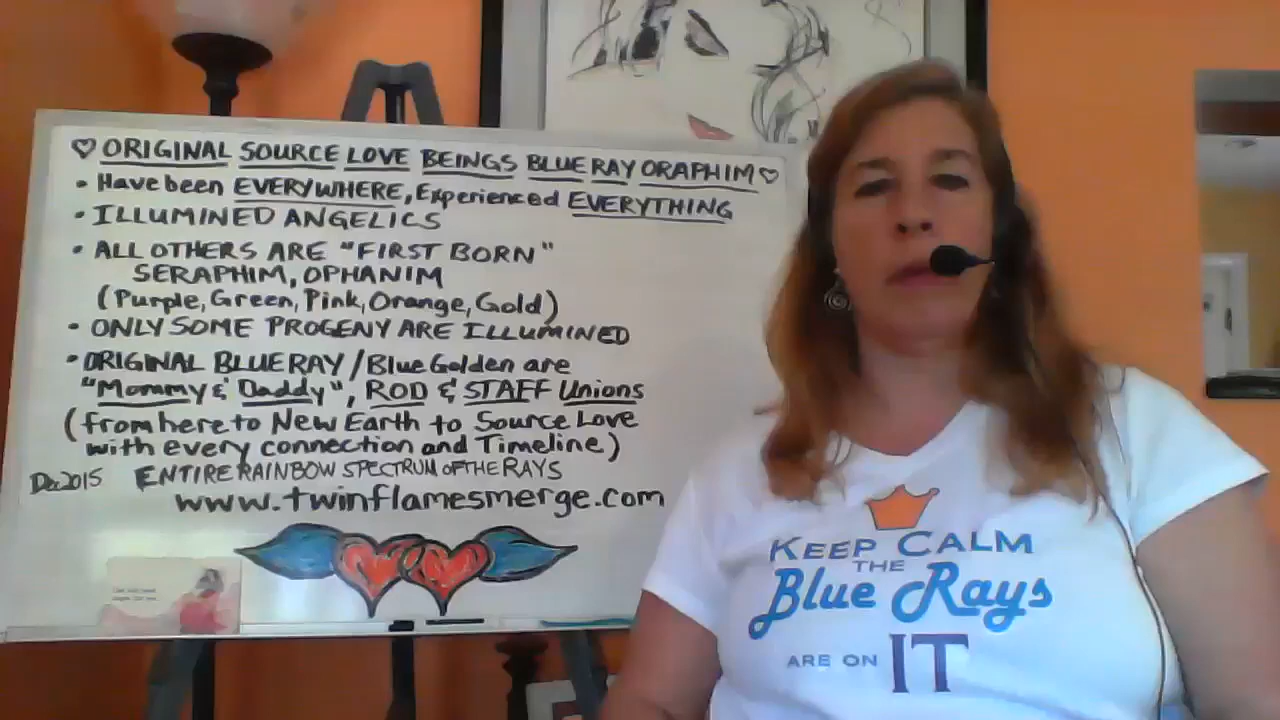 ♡ ORIGINAL SOURCE LOVE BEINGS BLUE RAY ORAPHIM ♡
• Have been EVERYWHERE, Experienced EVERYTHING
• ILLUMINED ANGELICS
• ALL OTHERS ARE "FIRST BORN"
SERAPHIM, OPHANIM
(Purple, Green, Pink, Orange, Gold)
• ONLY SOME PROGENY ARE ILLUMINED
• ORIGINAL BLUE RAY / Blue Golden are
"Mommy & Daddy", ROD & STAFF Unions
(from here to New Earth to Source Love
with every connection and Timeline)
Dec 2015 ENTIRE RAINBOW SPECTRUM OF THE RAYS
www.twinflamesmerge.com
KEEP CALM
THE
Blue Rays
ARE ON IT